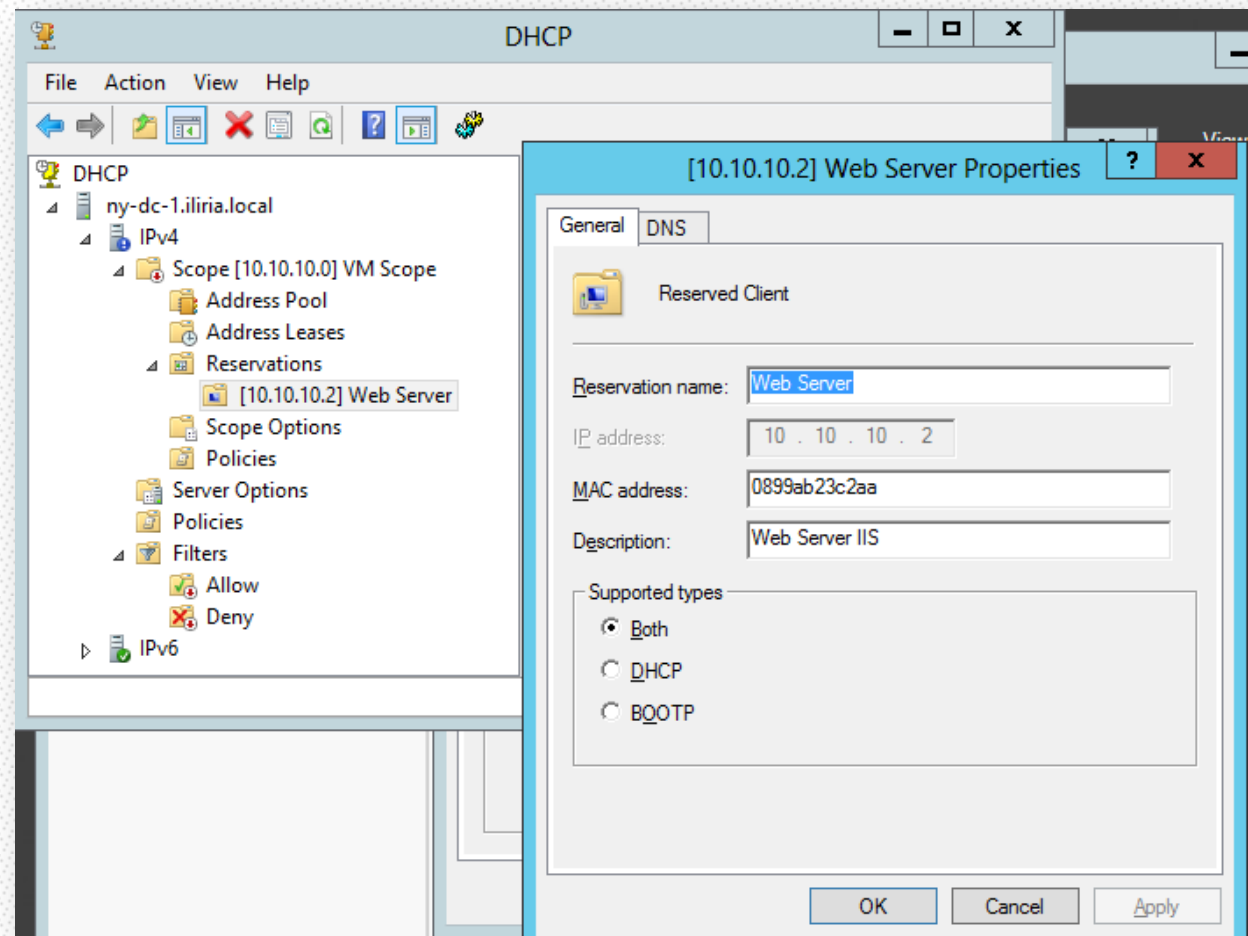 DHCP
File Action View Help
DHCP
ny-dc-1.iliria.local
IPv4
Scope [10.10.10.0] VM Scope
Address Pool
Address Leases
Reservations
[10.10.10.2] Web Server
Scope Options
Policies
Server Options
Policies
Filters
Allow
Deny
IPv6
[10.10.10.2] Web Server Properties
General DNS
Reserved Client
Reservation name: Web Server
IP address: 10 . 10 . 10 . 2
MAC address: 0899ab23c2aa
Description: Web Server IIS
Supported types
Both
DHCP
BOOTP
OK Cancel Apply